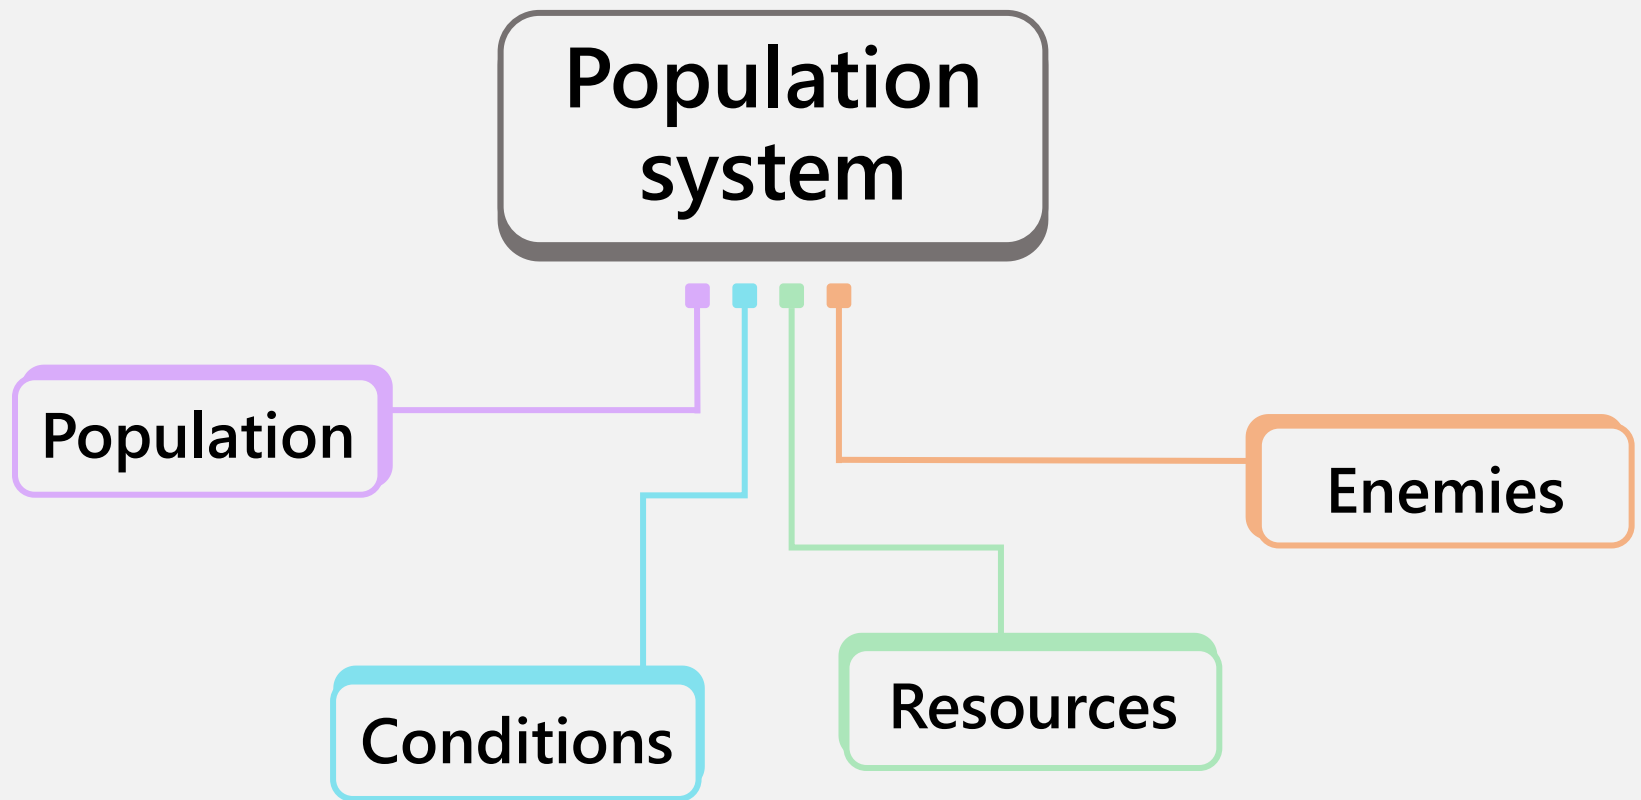 Population
system
Population
Enemies
Resources
Conditions